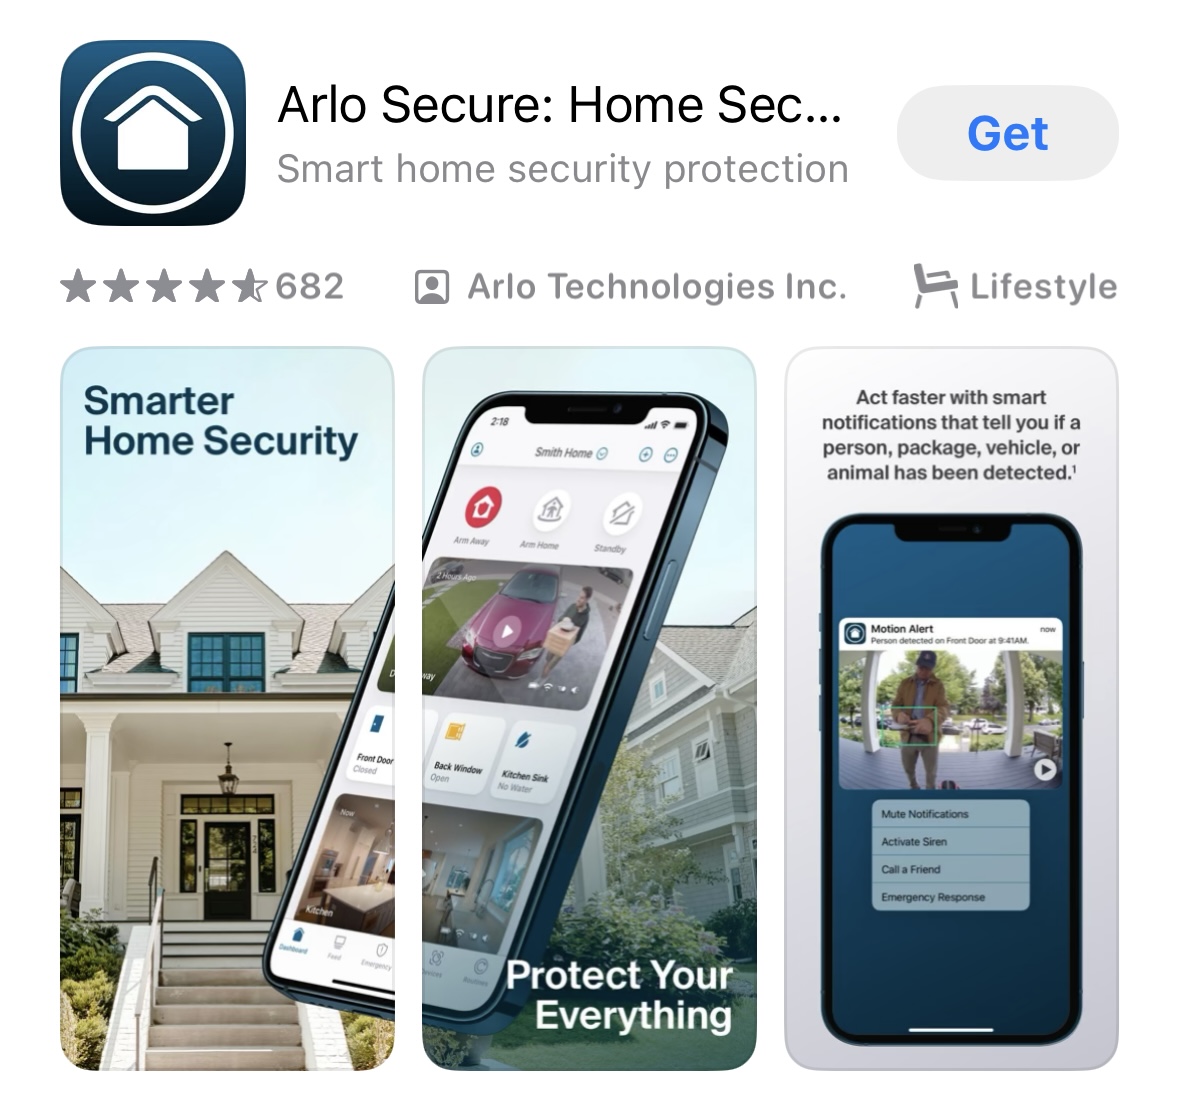 Arlo Secure: Home Sec...
Get
Smart home security protection
682
Arlo Technologies Inc.
Lifestyle
Smarter
Home Security
Front Door
Closed
Now
Kitchen
Dashboard
Feed
Emergency
2:18
Smith Home
Arm Away
Arm Home
Standby
2 Hours Ago
Back Window
Open
Kitchen Sink
No Water
Routines
Protect Your
Everything
Act faster with smart
notifications that tell you if a
person, package, vehicle, or
animal has been detected.¹
Motion Alert
now
Person detected on Front Door at 9:41AM.
Mute Notifications
Activate Siren
Call a Friend
Emergency Response